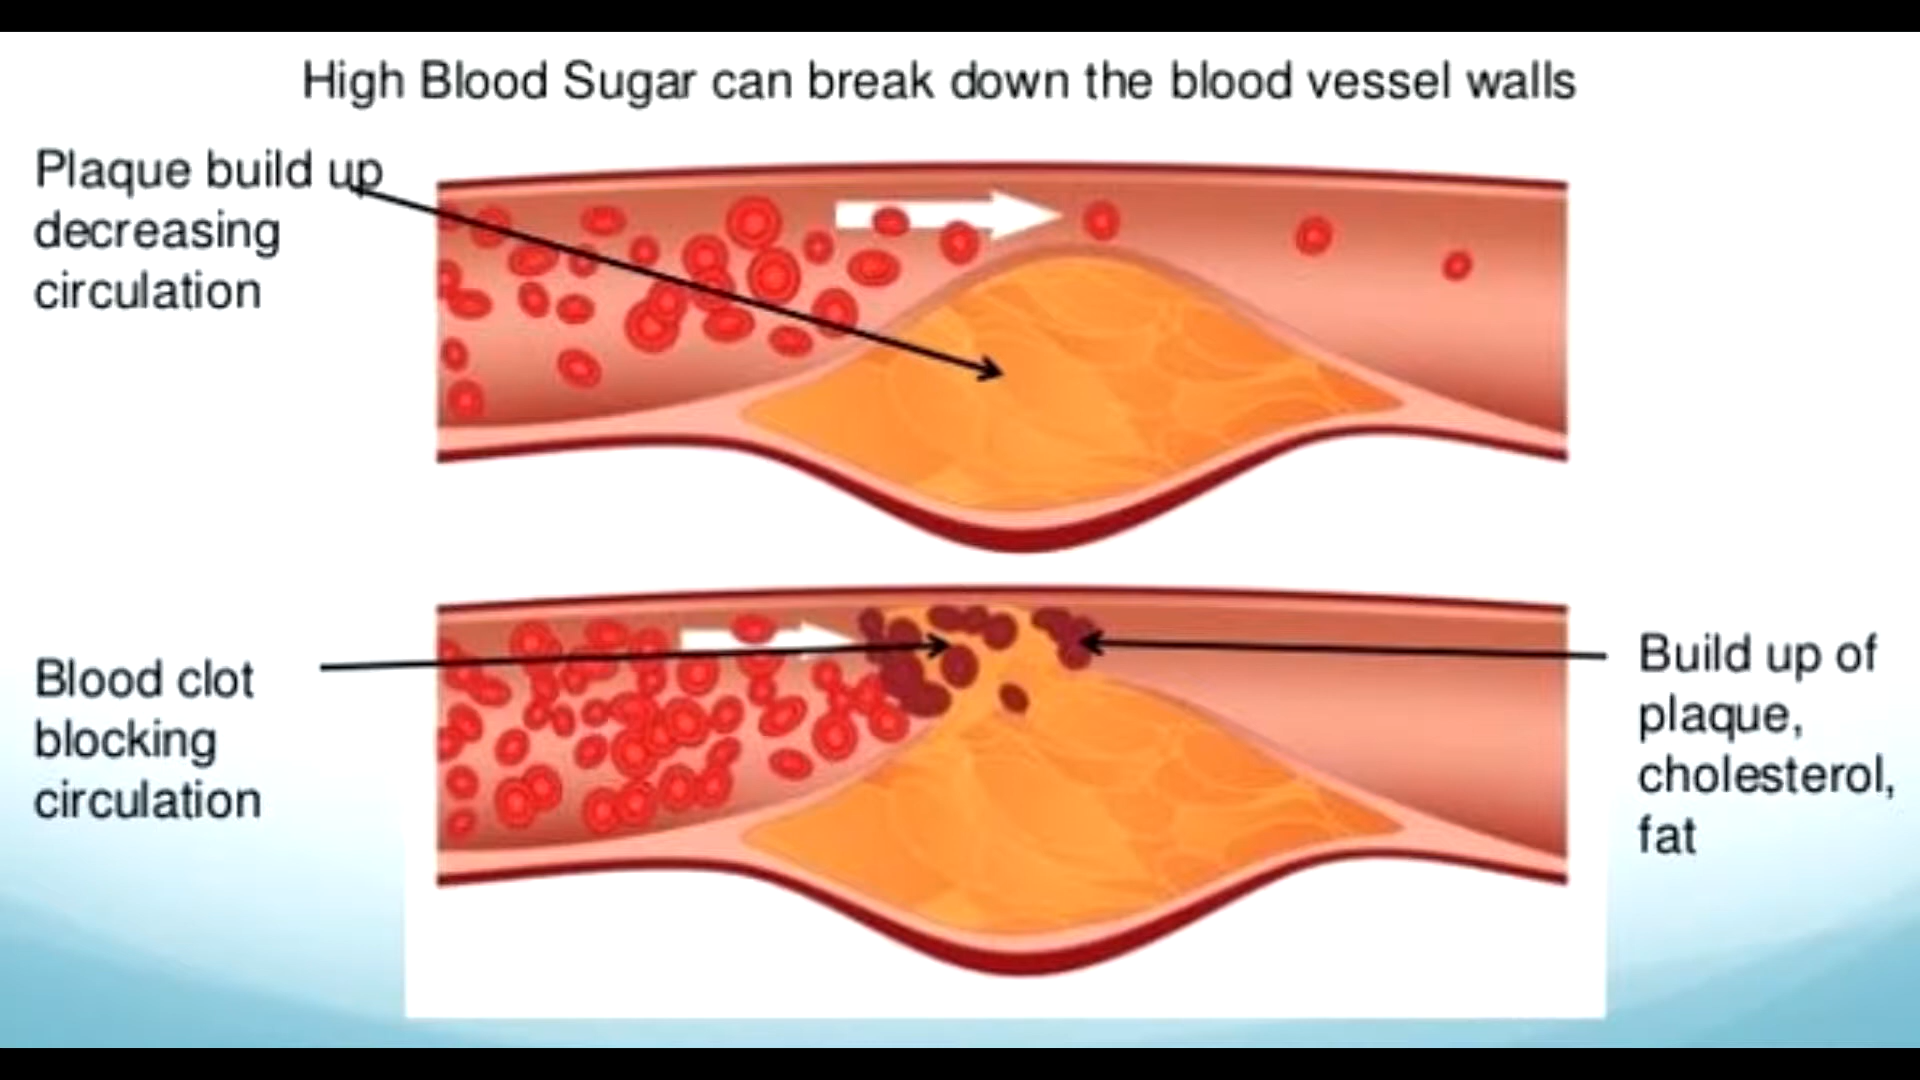 High Blood Sugar can break down the blood vessel walls
Plaque build up
decreasing
circulation
Blood clot
blocking
circulation
Build up of
plaque,
cholesterol,
fat